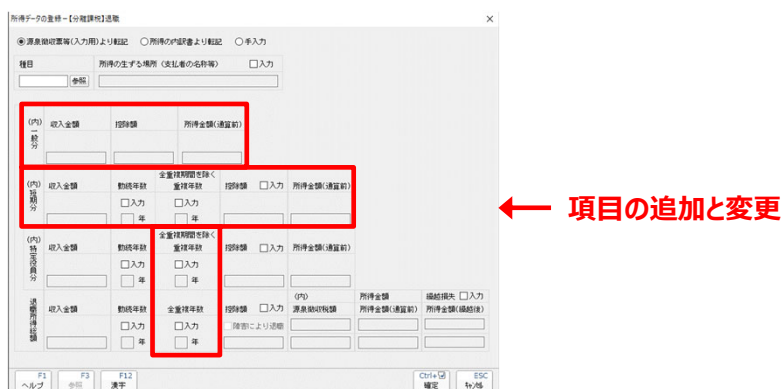 所得データの登録-【分離課税】退職
源泉徴収票等(入力用)より転記 所得の内訳書より転記 手入力
種目 所得の生ずる場所(支払者の名称等) 入力
参照
(内)一般分 収入金額 控除額 所得金額(通算前)
(内)短期分 収入金額 勤続年数 全重複期間を除く重複年数 控除額 入力 所得金額(通算前)
入力 入力
年 年
(内)特定役員分 収入金額 勤続年数 全重複期間を除く重複年数 控除額 入力 所得金額(通算前)
入力 入力
年 年
退職所得総額 収入金額 勤続年数 全重複年数 控除額 入力 (内)源泉徴収税額 所得金額 所得金額(通算前) 繰越損失 入力 所得金額(繰越後)
入力 入力 障害により退職
年 年
項目の追加と変更
F1 ヘルプ F3 参照 F12 漢字 Ctrl+ 確定 ESC キャンセル